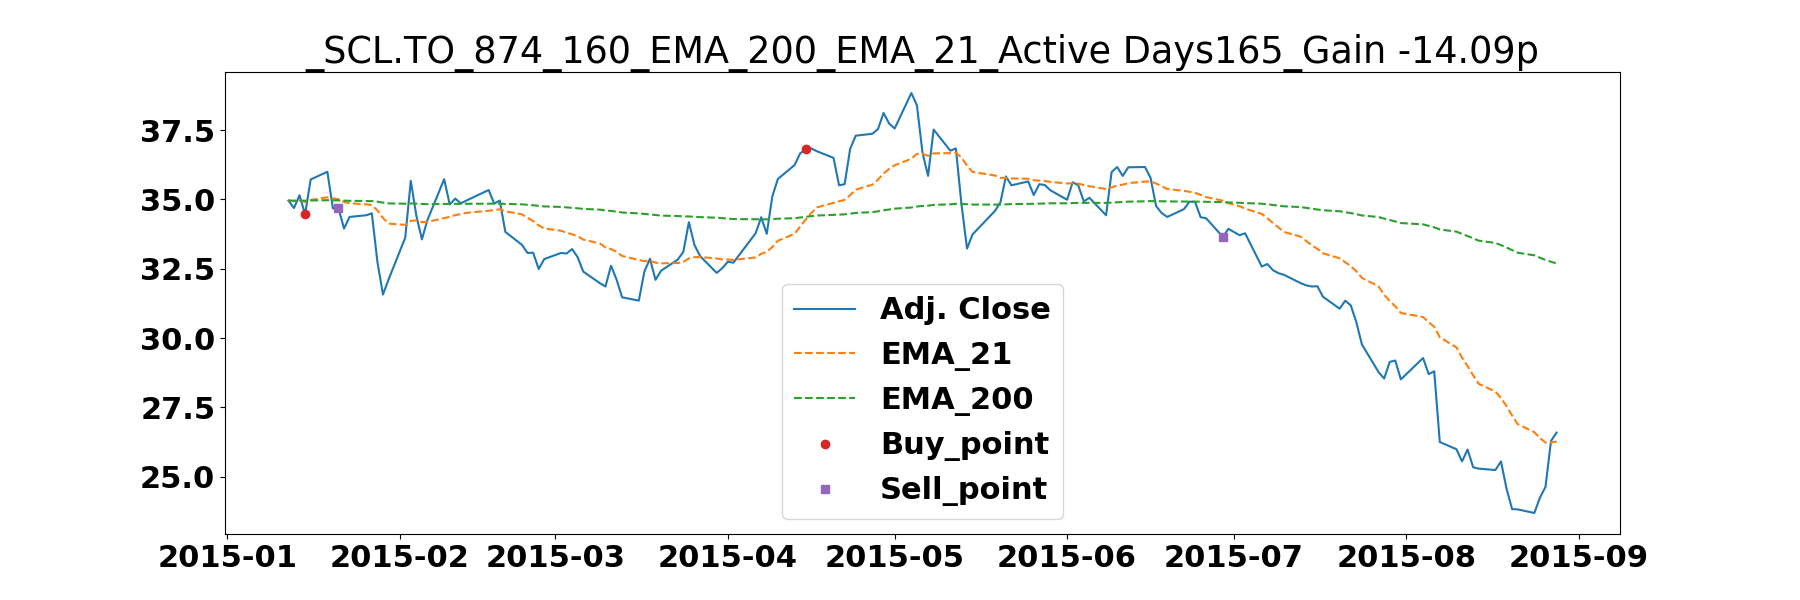 _SCL.TO_874_160_EMA_200_EMA_21_Active Days165_Gain -14.09p
37.5
35.0
32.5
30.0
27.5
25.0
Adj. Close
EMA_21
EMA_200
Buy_point
Sell_point
2015-01 2015-02 2015-03 2015-04 2015-05 2015-06 2015-07 2015-08 2015-09